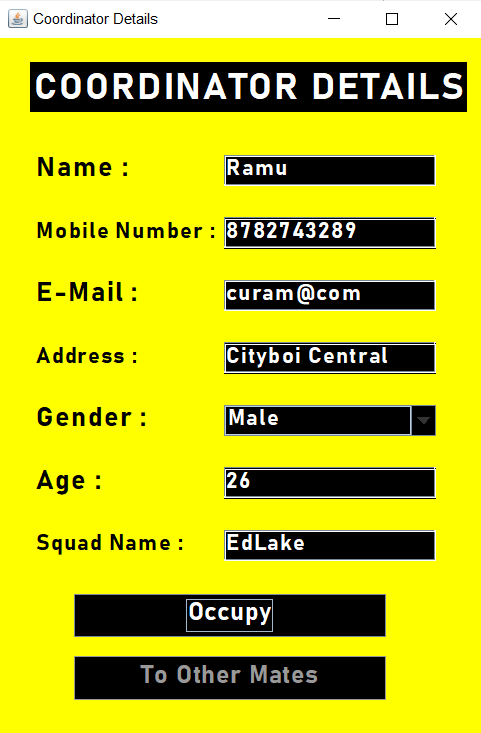 Coordinator Details
COORDINATOR DETAILS
Name : Ramu
Mobile Number : 8782743289
E-Mail : curam@com
Address : Cityboi Central
Gender : Male
Age : 26
Squad Name : EdLake
Occupy
To Other Mates